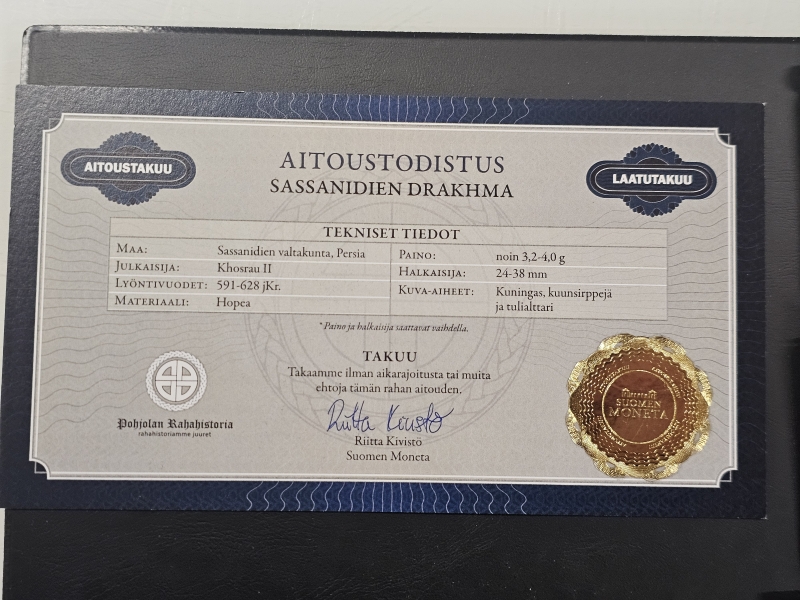 AITOUSTAKUU
AITOUSTODISTUS
LAATUTAKUU
SASSANIDIEN DRAKHMA
TEKNISET TIEDOT
MAA: Sassanidien valtakunta, Persia
JULKAISIJA: Khosrau II
LYÖNTIVUODET: 591-628 jKr.
MATERIAALI: Hopea
PAINO: noin 3,2-4,0 g
HALKAISIJA: 24-38 mm
KUVA-AIHEET: Kuningas, kuunsirppejä
ja tulialttari
*Paino ja halkaisija saattavat vaihdella.
TAKUU
Takaamme ilman aikarajoitusta tai muita
ehtoja tämän rahan aitouden.
Riitta Kivistö
Riitta Kivistö
Suomen Moneta
Pohjolan Rahahistoria
rahahistoriamme juuret
SUOMEN
MONETA